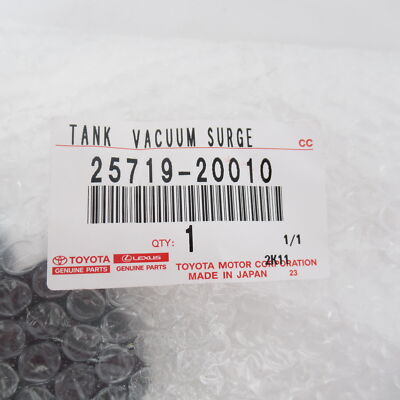 TANK VACUUM SURGE
CC
25719-20010
QTY: 1
1/1
2K11
TOYOTA
GENUINE PARTS
LEXUS
GENUINE PARTS
TOYOTA MOTOR CORPORATION
MADE IN JAPAN 23